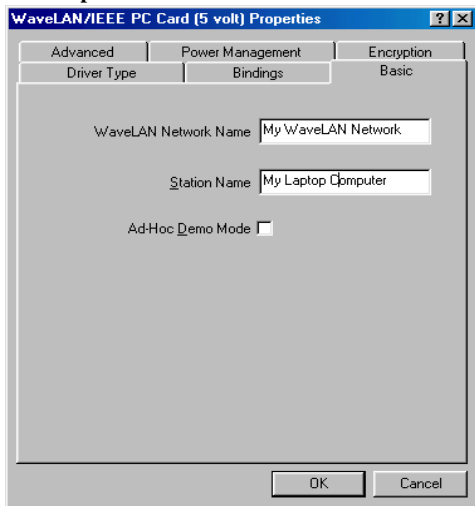 WaveLAN/IEEE PC Card (5 volt) Properties ? ×
Advanced Power Management Encryption
Driver Type Bindings Basic
WaveLAN Network Name My WaveLAN Network
Station Name My Laptop Computer
Ad-Hoc Demo Mode
OK Cancel